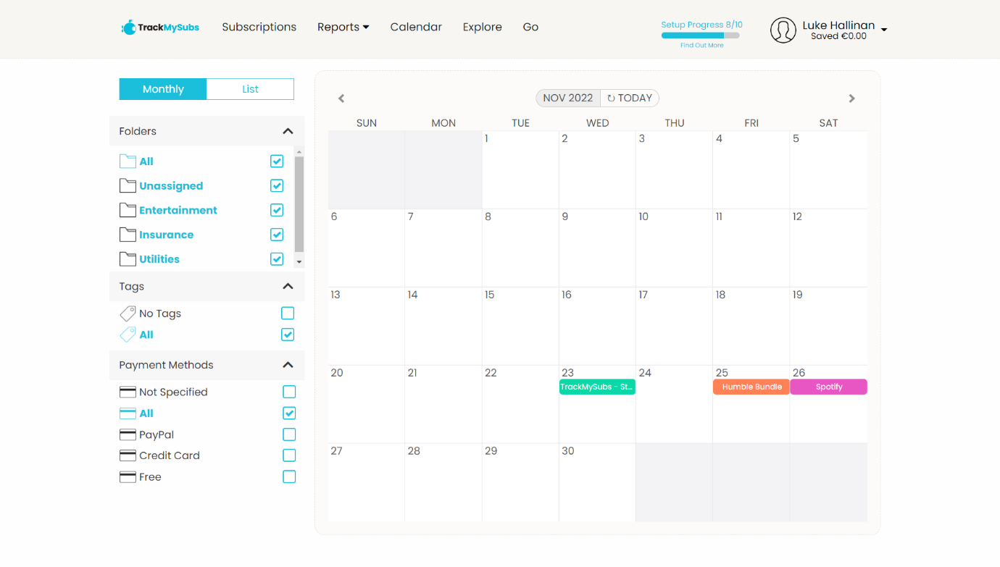 TrackMySubs Subscriptions Reports Calendar Explore Go
Setup Progress 8/10
Find Out More
Luke Hallinan
Saved €0.00
Monthly List
Folders
All
Unassigned
Entertainment
Insurance
Utilities
Tags
No Tags
All
Payment Methods
Not Specified
All
PayPal
Credit Card
Free
NOV 2022 TODAY
SUN MON TUE WED THU FRI SAT
1 2 3 4 5
6 7 8 9 10 11 12
13 14 15 16 17 18 19
20 21 22 23 24 25 26
TrackMySubs - St... Humble Bundle Spotify
27 28 29 30